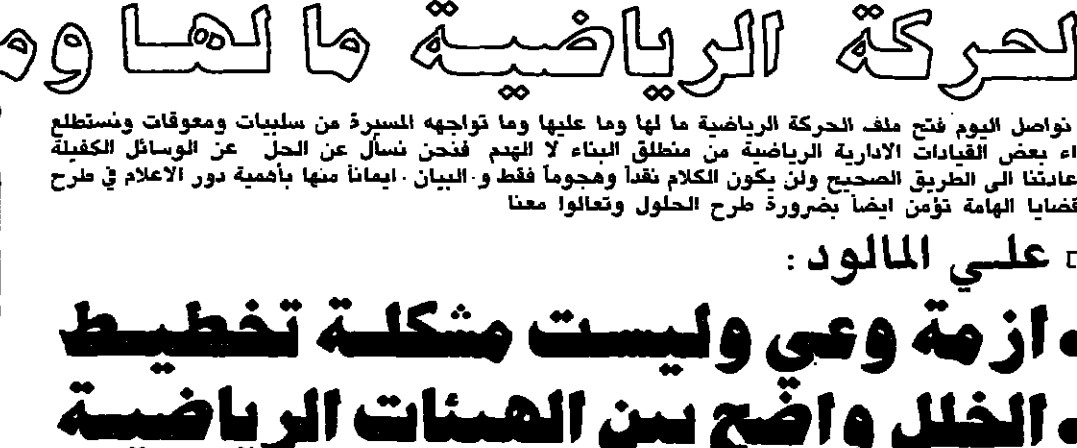 لحركة الرياضية ما لها وم
نواصل اليوم فتح ملف الحركة الرياضية ما لها وما عليها وما تواجهه المسيرة من سلبيات ومعوقات ونستطلع
اء بعض القيادات الادارية الرياضية من منطلق البناء لا الهدم فنحن نسأل عن الحل عن الوسائل الكفيلة
عادتنا الى الطريق الصحيح ولن يكون الكلام نقداً وهجوماً فقط و. البيان. ايماناً منها بأهمية دور الاعلام في طرح
قضايا الهامة تؤمن ايضاً بضرورة طرح الحلول وتعالوا معنا
علي المالود :
ازمة وعي وليست مشكلة تخطيط
الخلل واضح بين الهيئات الرياضية